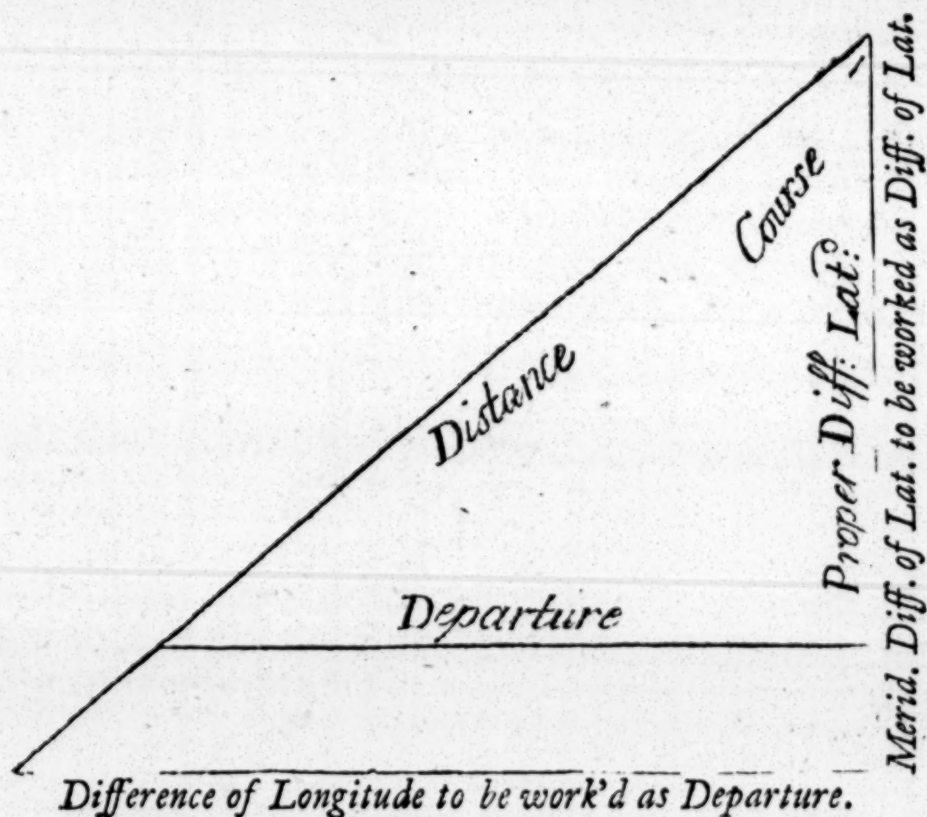 Course
Distance
Proper Diff: Lat:
Merid. Diff. of Lat. to be worked as Diff. of Lat.
Departure
Difference of Longitude to be work'd as Departure.